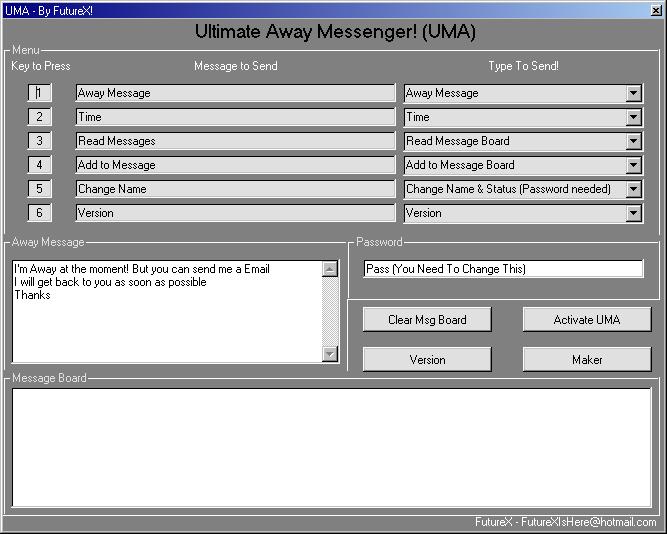 UMA - By FutureX!
Ultimate Away Messenger! (UMA)
Menu
Key to Press Message to Send Type To Send!
1 Away Message Away Message
2 Time Time
3 Read Messages Read Message Board
4 Add to Message Add to Message Board
5 Change Name Change Name & Status (Password needed)
6 Version Version
Away Message
I'm Away at the moment! But you can send me a Email
I will get back to you as soon as possible
Thanks
Password
Pass (You Need To Change This)
Clear Msg Board Activate UMA
Version Maker
Message Board
FutureX - FutureXIsHere@hotmail.com